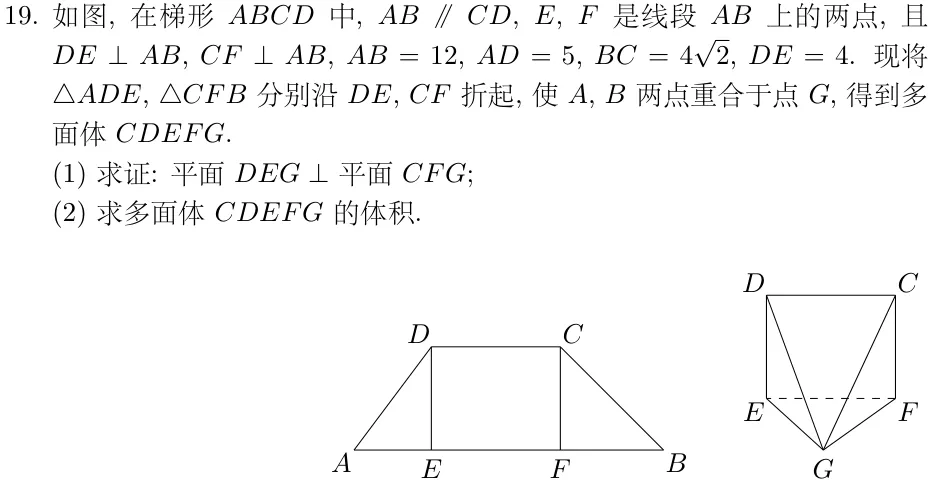 19. 如图, 在梯形 ABCD 中, AB ∥ CD, E, F 是线段 AB 上的两点, 且
DE ⊥ AB, CF ⊥ AB, AB = 12, AD = 5, BC = 4√2, DE = 4. 现将
△ADE, △CFB 分别沿 DE, CF 折起, 使 A, B 两点重合于点 G, 得到多
面体 CDEFG.
(1) 求证: 平面 DEG ⊥ 平面 CFG;
(2) 求多面体 CDEFG 的体积.
D C
D C
E F
A E F B G